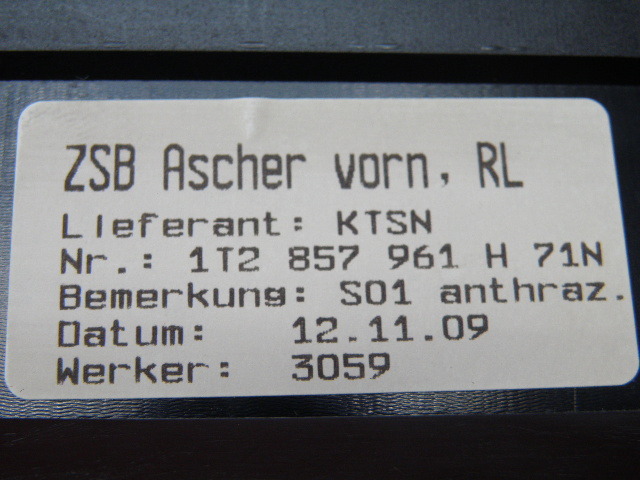 ZSB Ascher vorn, RL
Lieferant: KTSN
Nr.: 1T2 857 961 H 71N
Bemerkung: S01 anthraz.
Datum: 12.11.09
Werker: 3059